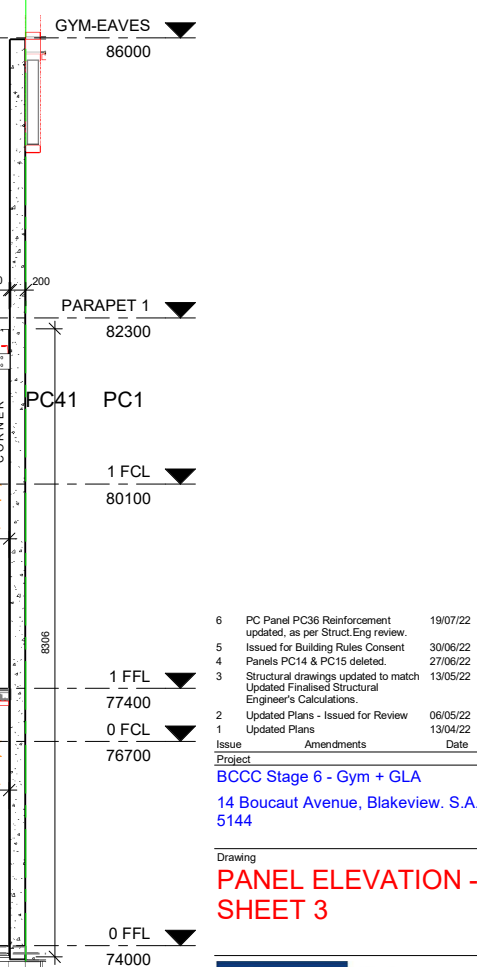 GYM-EAVES
86000
200
PARAPET 1
82300
PC41 PC1
CORNER
1 FCL
80100
8306
1 FFL
77400
0 FCL
76700
0 FFL
74000
6 PC Panel PC36 Reinforcement 19/07/22
updated, as per Struct.Eng review.
5 Issued for Building Rules Consent 30/06/22
4 Panels PC14 & PC15 deleted. 27/06/22
3 Structural drawings updated to match 13/05/22
Updated Finalised Structural
Engineer's Calculations.
2 Updated Plans - Issued for Review 06/05/22
1 Updated Plans 13/04/22
Issue Amendments Date
Project
BCCC Stage 6 - Gym + GLA
14 Boucaut Avenue, Blakeview. S.A.
5144
Drawing
PANEL ELEVATION -
SHEET 3